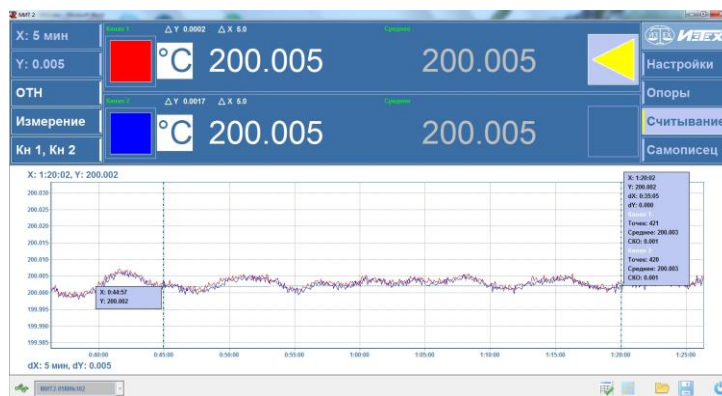 ММТ 2
X: 5 мин
Y: 0.005
ОТН
Измерение
Кн 1, Кн 2
Канал 1
△ Y 0.0002 △ X 5.0
Среднее
°C 200.005 200.005
Канал 2
△ Y 0.0017 △ X 5.0
Среднее
°C 200.005 200.005
ИзТех
Настройки
Опоры
Считывание
Самописец
X: 1:20:02, Y: 200.002
200.030
200.025
200.020
200.015
200.010
200.005
200.000
199.995
199.990
199.985
X: 0:44:57
Y: 200.002
X: 1:20:02
Y: 200.002
dX: 0:35:05
dY: 0.000
Канал 1:
Точек: 421
Среднее: 200.003
СКО: 0.001
Точек: 420
Среднее: 200.003
СКО: 0.001
0:40:00 0:45:00 0:50:00 0:55:00 1:00:00 1:05:00 1:10:00 1:15:00 1:20:00 1:25:00
dX: 5 мин, dY: 0.005